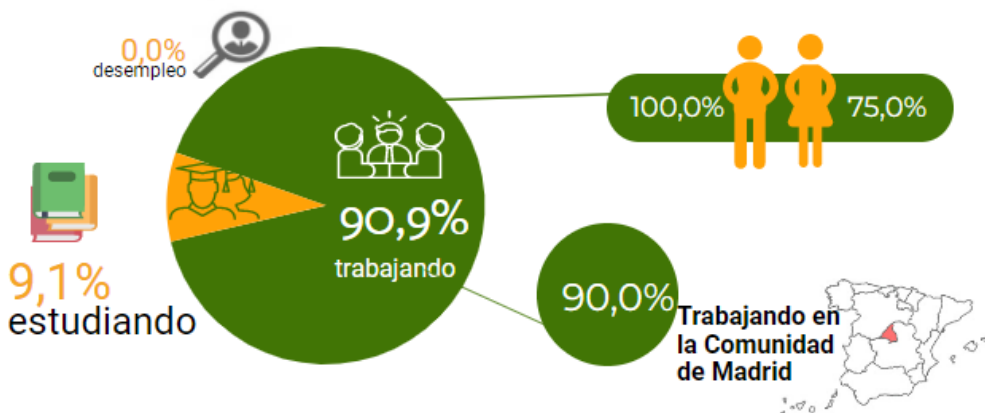 0,0%
desempleo
100,0%
75,0%
90,9%
trabajando
9,1%
estudiando
90,0%
Trabajando en
la Comunidad
de Madrid